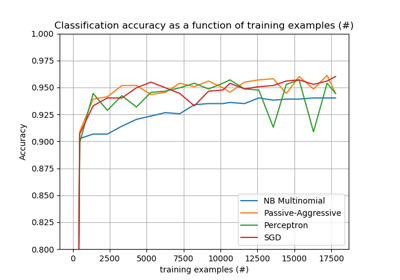 Classification accuracy as a function of training examples (#)
1.000
0.975
0.950
0.925
0.900
0.875
0.850
0.825
0.800
Accuracy
NB Multinomial
Passive-Aggressive
Perceptron
SGD
0 2500 5000 7500 10000 12500 15000 17500
training examples (#)